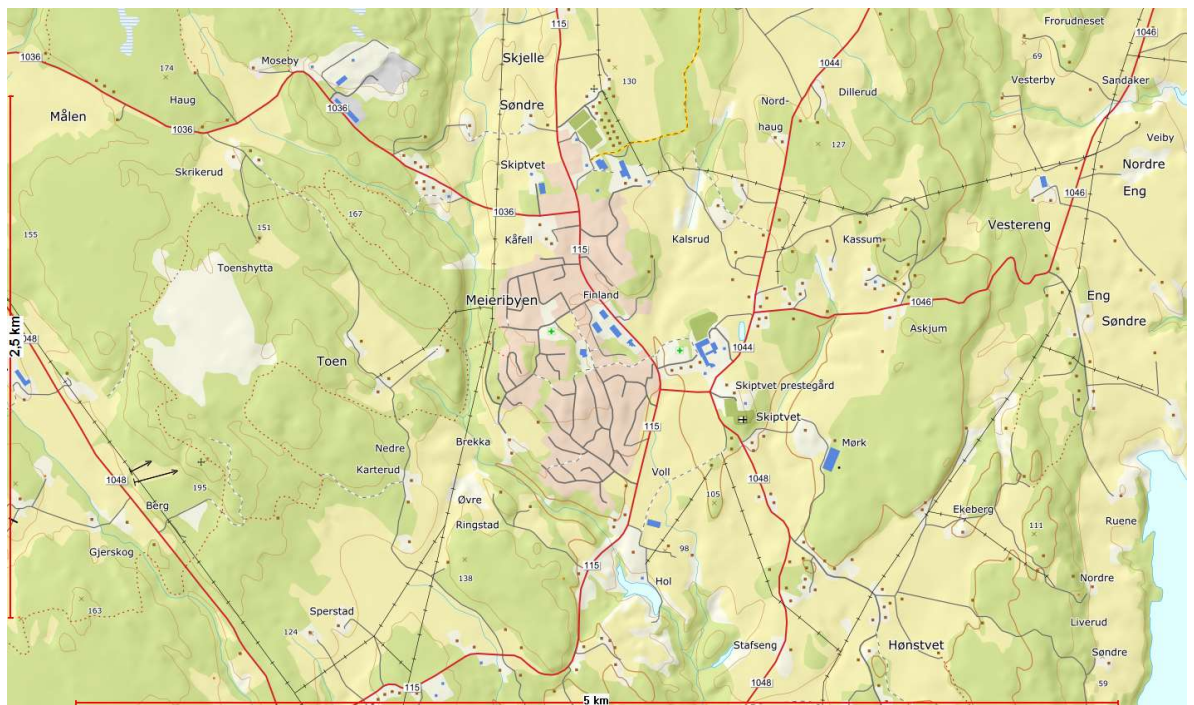 115
Frorudneset
1046
1036
Moseby
Skjelle
1044
69
174
130
Vesterby
Sandaker
Dillerud
Haug
Målen
1036
Søndre
Nord-
haug
1036
127
Veiby
Skrikerud
Skiptvet
Nordre
Eng
1046
167
1036
151
155
Kåfell
115
Kalsrud
Kassum
Vestereng
Toenshytta
Meieribyen
Finland
1046
Eng
Søndre
Askjum
1048
2,5 km
Toen
1044
Skiptvet prestegård
Skiptvet
115
Nedre
Karterud
Brekka
Mørk
Voll
195
1048
1048
105
Berg
Øvre
Ringstad
Ekeberg
111
Ruene
Gjerskog
98
115
138
Hol
Nordre
163
Sperstad
Liverud
124
Stafseng
Hønstvet
Søndre
59
115
1048
5 km